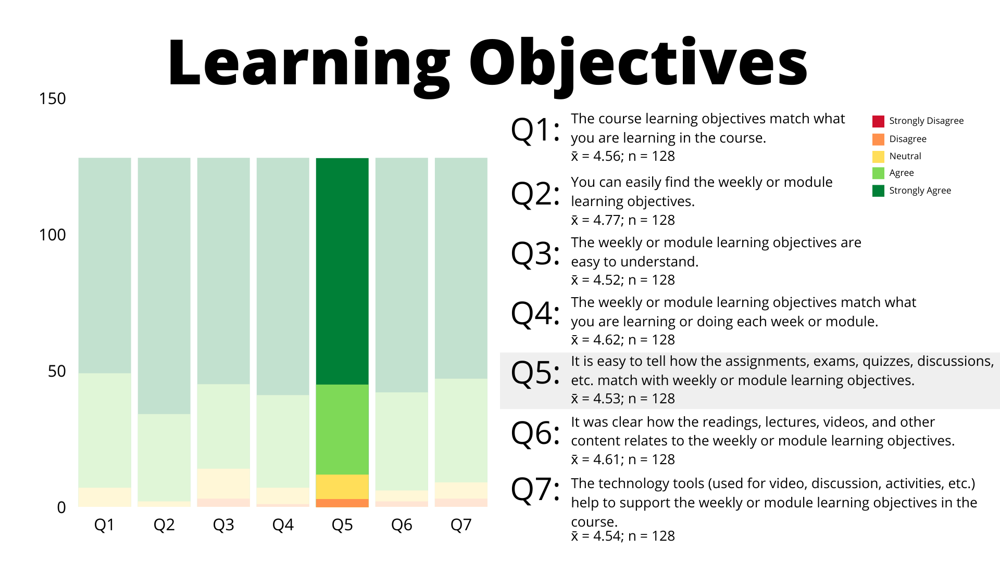 Learning Objectives
150
100
50
0
Q1
Q2
Q3
Q4
Q5
Q6
Q7
Q1:
The course learning objectives match what
you are learning in the course.
x̄ = 4.56; n = 128
Q2:
You can easily find the weekly or module
learning objectives.
x̄ = 4.77; n = 128
Q3:
The weekly or module learning objectives are
easy to understand.
x̄ = 4.52; n = 128
Q4:
The weekly or module learning objectives match what
you are learning or doing each week or module.
x̄ = 4.62; n = 128
Q5:
It is easy to tell how the assignments, exams, quizzes, discussions,
etc. match with weekly or module learning objectives.
x̄ = 4.53; n = 128
Q6:
It was clear how the readings, lectures, videos, and other
content relates to the weekly or module learning objectives.
x̄ = 4.61; n = 128
Q7:
The technology tools (used for video, discussion, activities, etc.)
help to support the weekly or module learning objectives in the
course.
x̄ = 4.54; n = 128
Strongly Disagree
Disagree
Neutral
Agree
Strongly Agree